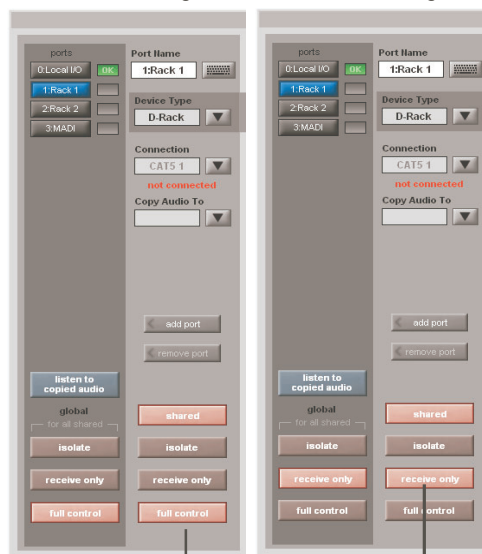 ports
0:Local I/O OK
1:Rack 1
2:Rack 2
3:MADI
Port Name
1:Rack 1
Device Type
D-Rack
Connection
CAT5 1
not connected
Copy Audio To
add port
remove port
listen to
copied audio
global
for all shared
isolate
receive only
full control
shared
isolate
receive only
full control
ports
0:Local I/O OK
1:Rack 1
2:Rack 2
3:MADI
Port Name
1:Rack 1
Device Type
D-Rack
Connection
CAT5 1
not connected
Copy Audio To
add port
remove port
listen to
copied audio
global
for all shared
isolate
receive only
full control
shared
isolate
receive only
full control